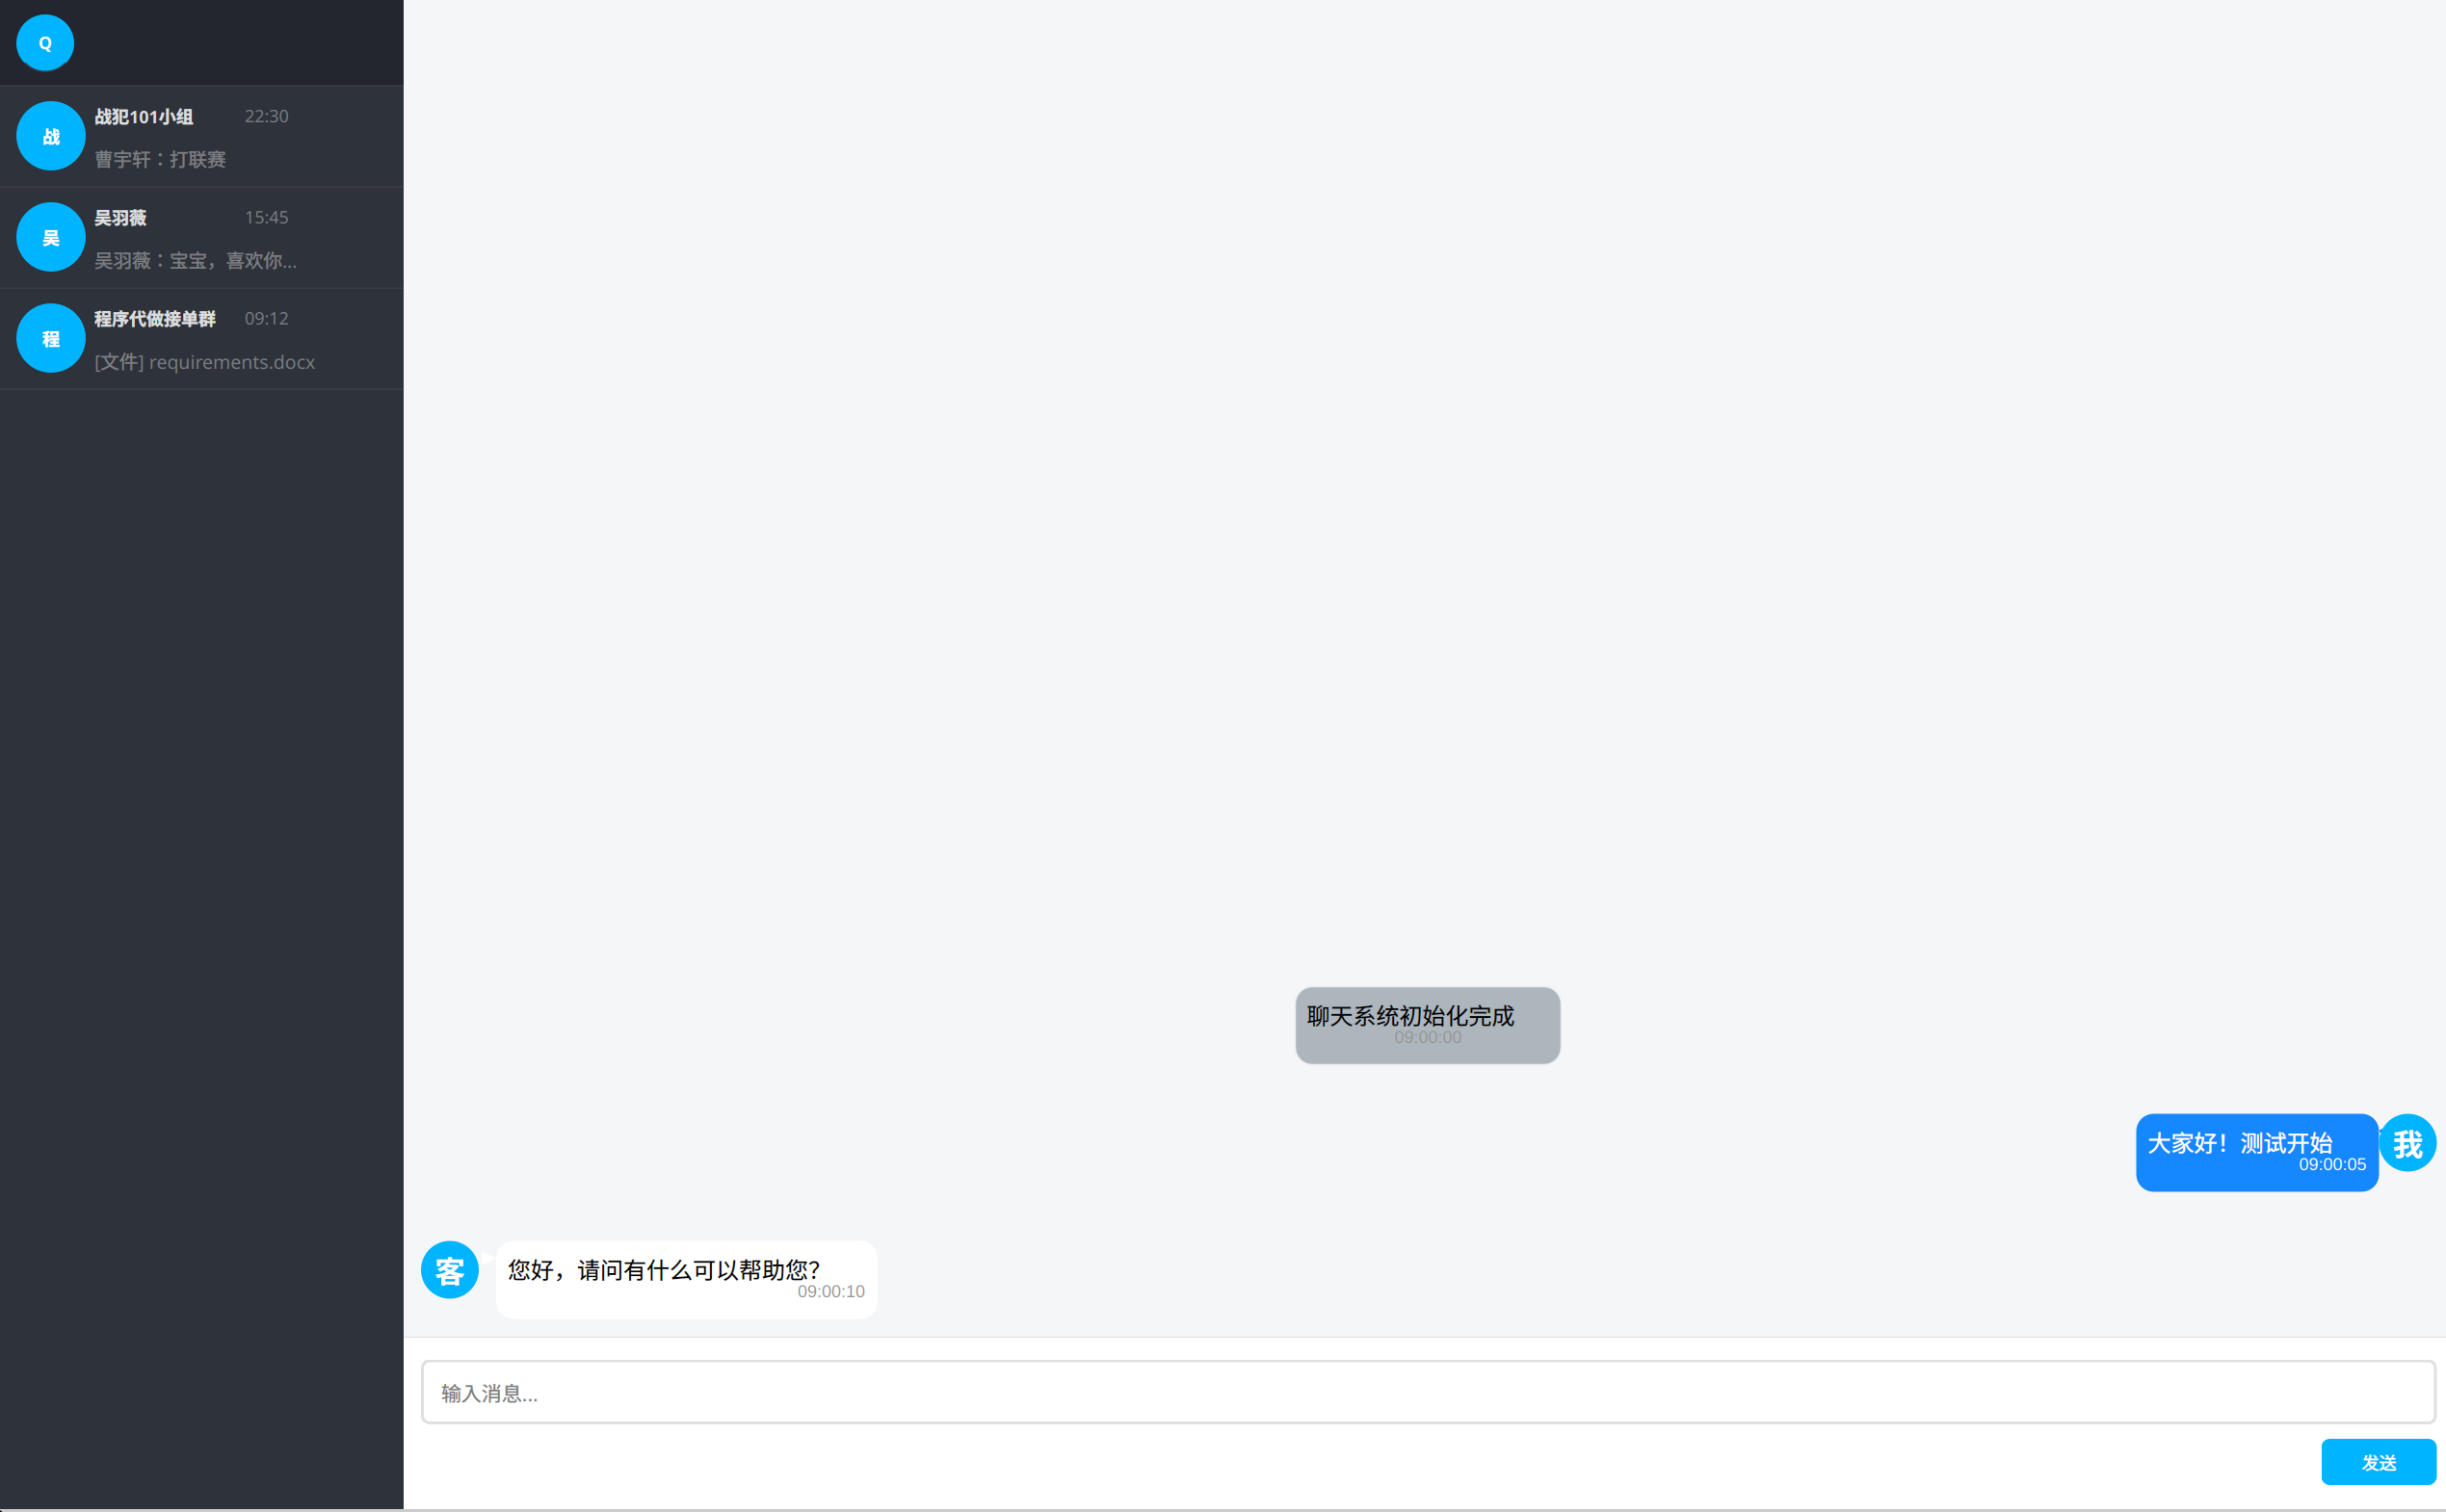 Q
战
战犯101小组 22:30
曹宇轩：打联赛
吴
吴羽薇 15:45
吴羽薇：宝宝，喜欢你...
程
程序代做接单群 09:12
[文件] requirements.docx
聊天系统初始化完成
09:00:00
大家好！测试开始
09:00:05
我
客
您好，请问有什么可以帮助您？
09:00:10
输入消息...
发送